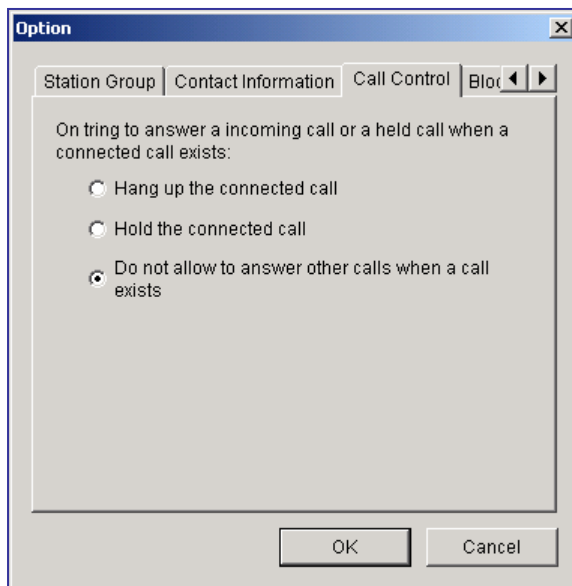 Option
Station Group Contact Information Call Control
On tring to answer a incoming call or a held call when a
connected call exists:
Hang up the connected call
Hold the connected call
Do not allow to answer other calls when a call
exists
OK Cancel